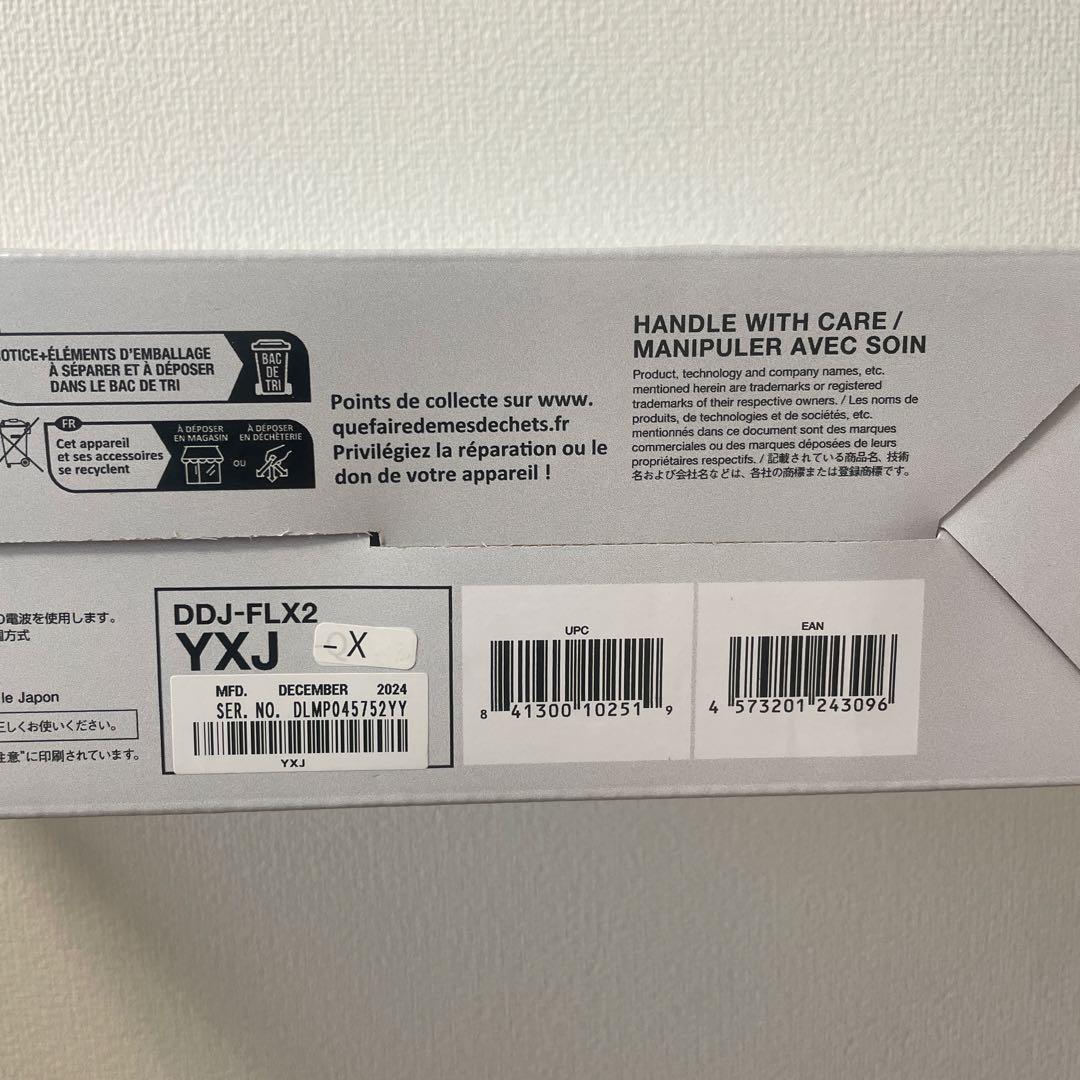 OTICE+ÉLÉMENTS D'EMBALLAGE
À SÉPARER ET À DÉPOSER
DANS LE BAC DE TRI
BAC
DE
TRI
FR
Cet appareil
et ses accessoires
se recyclent
À DÉPOSER
EN MAGASIN
OU
À DÉPOSER
EN DÉCHÈTERIE
Points de collecte sur www.
quefairedemesdechets.fr
Privilégiez la réparation ou le
don de votre appareil !
HANDLE WITH CARE /
MANIPULER AVEC SOIN
Product, technology and company names, etc.
mentioned herein are trademarks or registered
trademarks of their respective owners. / Les noms de
produits, de technologies et de sociétés, etc.
mentionnés dans ce document sont des marques
commerciales ou des marques déposées de leurs
propriétaires respectifs. / 記載されている商品名、技術
名および会社名などは、各社の商標または登録商標です。
の電波を使用します。
方式
le Japon
正しくお使いください。
注意"に印刷されています。
DDJ-FLX2
YXJ
-X
MFD. DECEMBER 2024
SER. NO. DLMP045752YY
YXJ
UPC
8 41300 10251 9
EAN
4 573201 243096